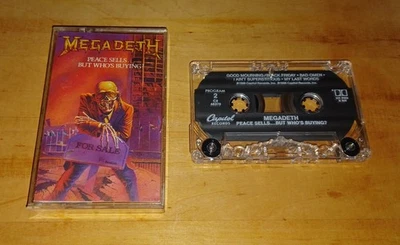 MEGADETH
PEACE SELLS...
BUT WHO'S BUYING?
FOR SALE
GOOD MOURNING/BLACK FRIDAY • BAD OMEN •
I AIN'T SUPERSTITIOUS • MY LAST WORDS
PROGRAM
2
Capitol
RECORDS
MEGADETH
PEACE SELLS...BUT WHO'S BUYING?